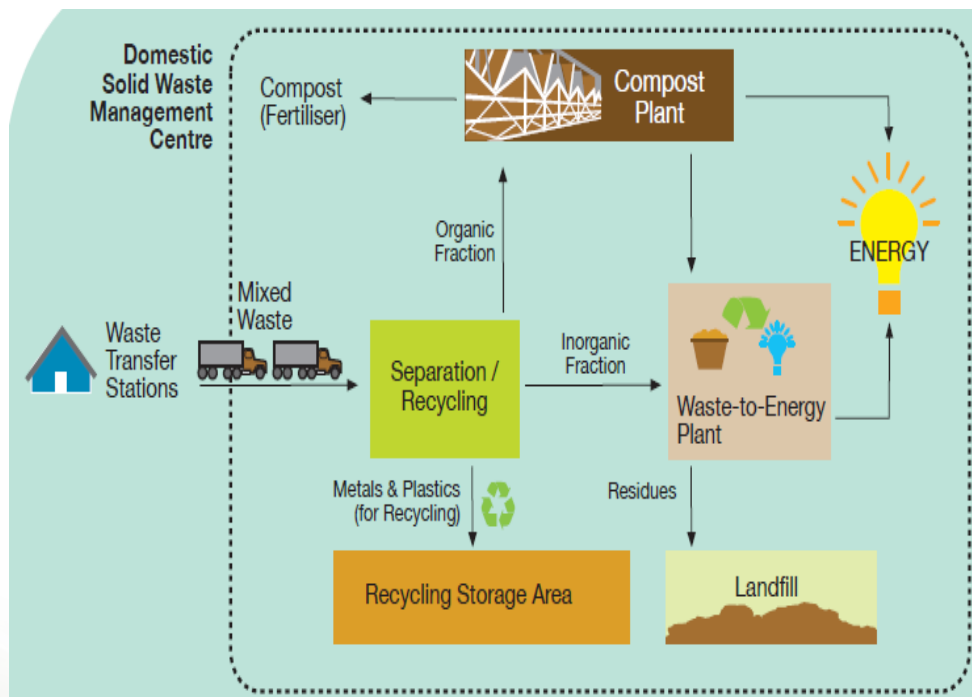 Domestic
Solid Waste
Management
Centre
Compost
(Fertiliser)
Compost
Plant
Organic
Fraction
ENERGY
Mixed
Waste
Waste
Transfer
Stations
Separation /
Recycling
Inorganic
Fraction
Waste-to-Energy
Plant
Metals & Plastics
(for Recycling)
Residues
Recycling Storage Area
Landfill